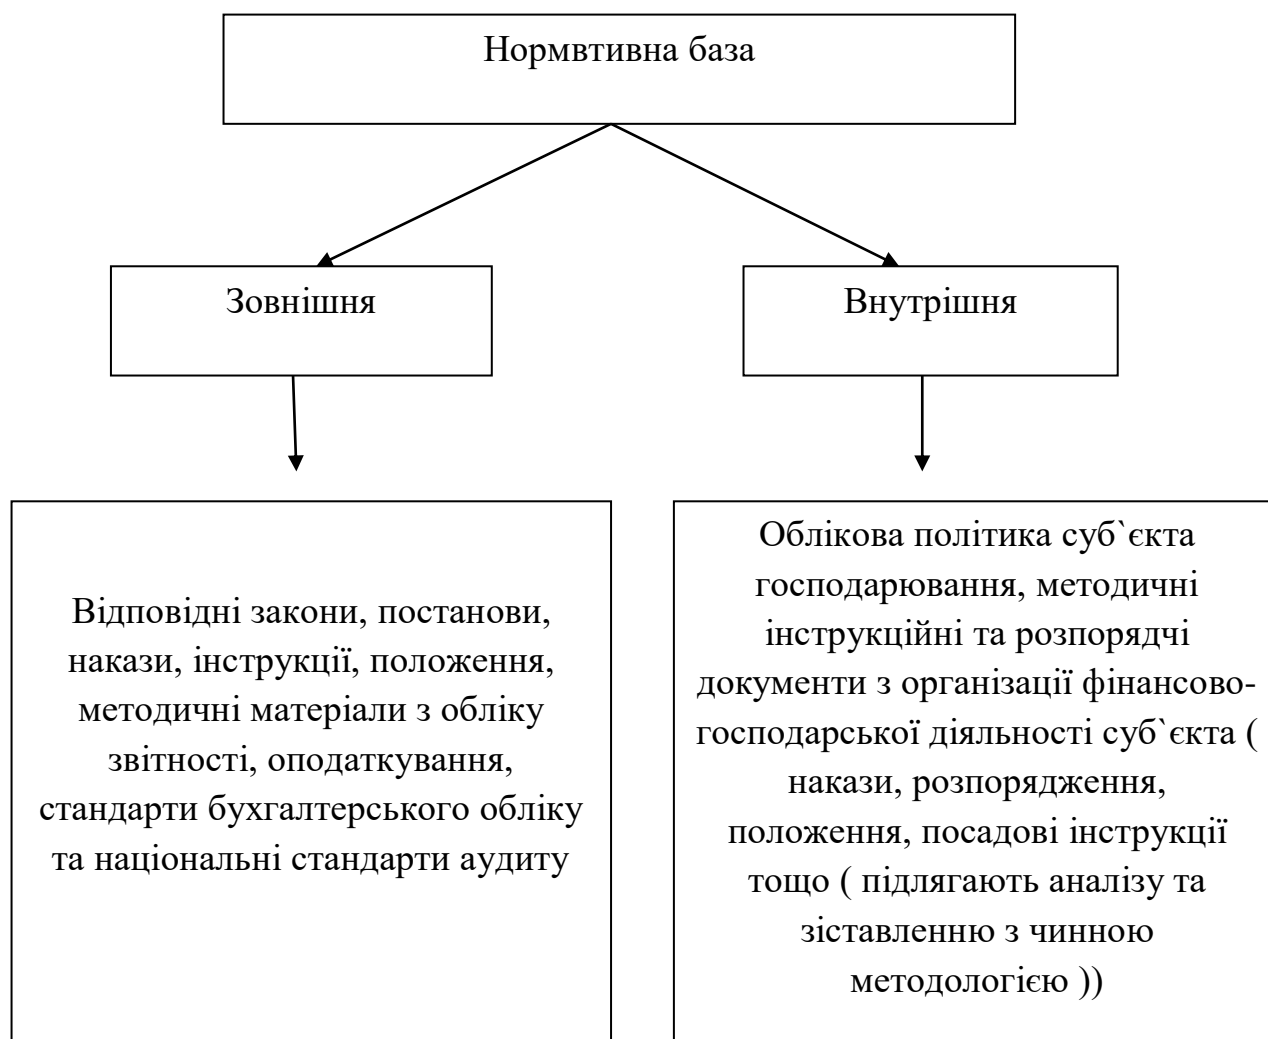 Нормвтивна база
Зовнішня
Внутрішня
Відповідні закони, постанови,
накази, інструкції, положення,
методичні матеріали з обліку
звітності, оподаткування,
стандарти бухгалтерського обліку
та національні стандарти аудиту
Облікова політика суб`єкта
господарювання, методичні
інструкційні та розпорядчі
документи з організації фінансово-
господарської діяльності суб`єкта (
накази, розпорядження,
положення, посадові інструкції
тощо ( підлягають аналізу та
зіставленню з чинною
методологією ))